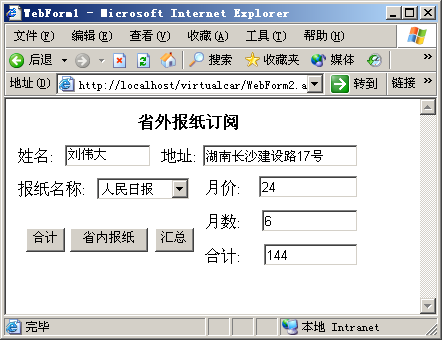 WebForm1 - Microsoft Internet Explorer
文件(F) 编辑(E) 查看(V) 收藏(A) 工具(T) 帮助(H)
后退 搜索 收藏夹 媒体 »
地址(D) http://localhost/virtualcar/WebForm2.a 转到 链接 »
省外报纸订阅
姓名: 刘伟大 地址: 湖南长沙建设路17号
报纸名称: 人民日报 月价: 24
月数: 6
合计 省内报纸 汇总
合计: 144
完毕 本地 Intranet